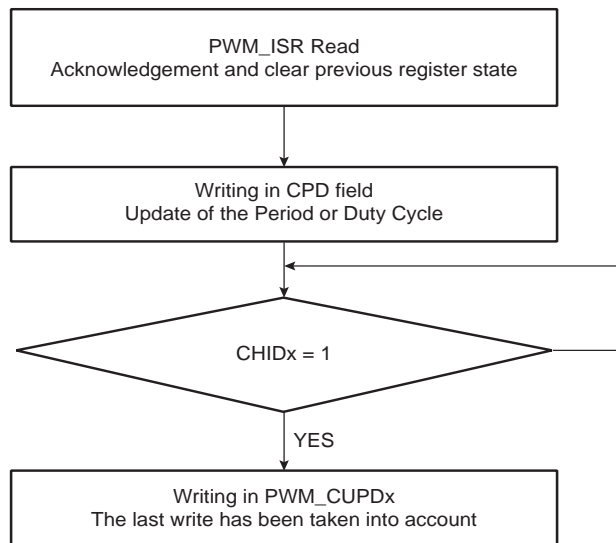 PWM_ISR Read
Acknowledgement and clear previous register state
Writing in CPD field
Update of the Period or Duty Cycle
CHIDx = 1
YES
Writing in PWM_CUPDx
The last write has been taken into account